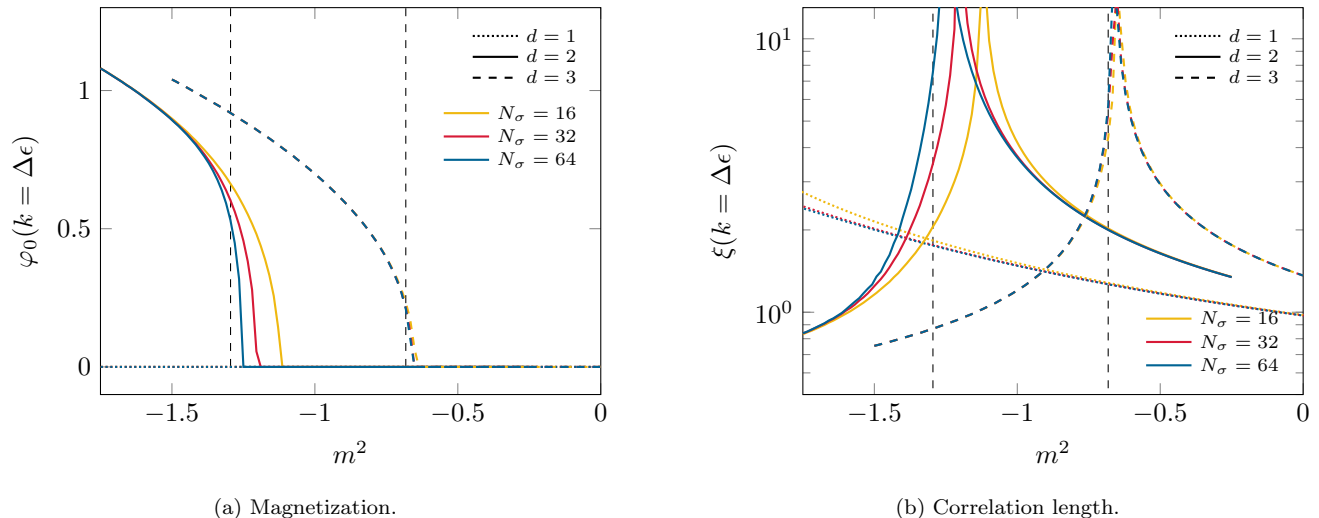 φ₀(k = Δϵ)
1
0.5
0
d = 1
d = 2
d = 3
Nσ = 16
Nσ = 32
Nσ = 64
−1.5
−1
−0.5
0
m²
(a) Magnetization.
ξ(k = Δϵ)
10¹
10⁰
d = 1
d = 2
d = 3
Nσ = 16
Nσ = 32
Nσ = 64
−1.5
−1
−0.5
0
m²
(b) Correlation length.